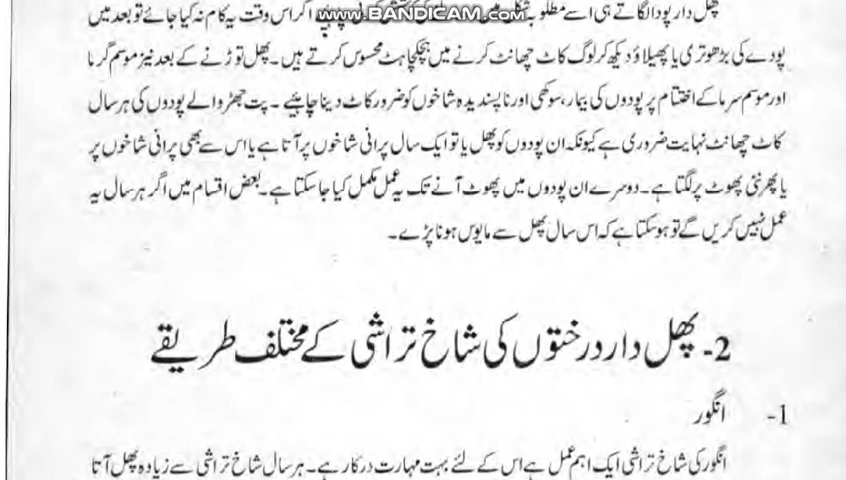 پھل دار پودا لگاتے ہی اسے مطلوبہ شکل میں اگر اس وقت یہ کام نہ کیا جائے تو بعد میں
www.BANDICAM.com
پودے کی بڑھوتری یا پھیلاؤ دیکھ کر لوگ کاٹ چھانٹ کرنے میں ہچکچاہٹ محسوس کرتے ہیں۔ پھل توڑنے کے بعد نیز موسم گرما
اور موسم سرما کے اختتام پر پودوں کی بیمار، سوکھی اور ناپسندیدہ شاخوں کو ضرور کاٹ دینا چاہیے۔ پت جھڑ والے پودوں کی ہر سال
کاٹ چھانٹ نہایت ضروری ہے کیونکہ ان پودوں کو پھل یا تو ایک سال پرانی شاخوں پر آتا ہے یا اس سے بھی پرانی شاخوں پر
یا پھر نئی پھوٹ پر لگتا ہے۔ دوسرے ان پودوں میں پھوٹ آنے تک یہ عمل مکمل کیا جا سکتا ہے۔ بعض اقسام میں اگر ہر سال یہ
عمل نہیں کریں گے تو ہو سکتا ہے کہ اس سال پھل سے مایوس ہونا پڑے۔
2- پھل دار درختوں کی شاخ تراشی کے مختلف طریقے
1- انگور
انگور کی شاخ تراشی ایک اہم عمل ہے اس کے لئے بہت مہارت درکار ہے۔ ہر سال شاخ تراشی سے زیادہ پھل آتا